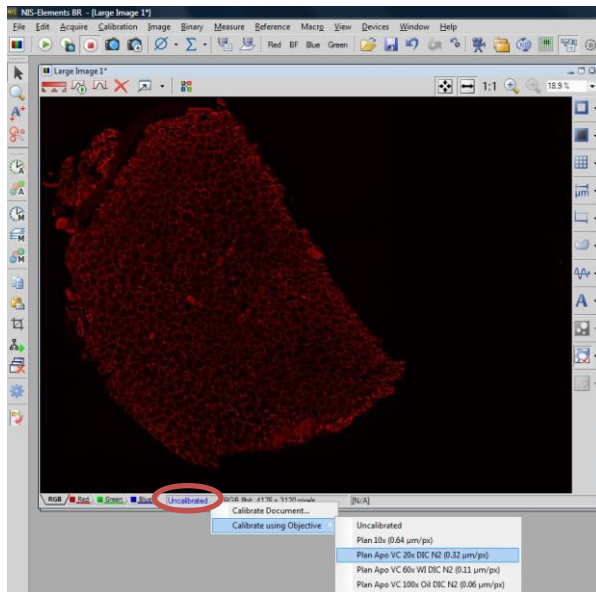 NIS-Elements BR - [Large Image 1*]
File Edit Acquire Calibration Image Binary Measure Reference Macro View Devices Window Help
Red BF Blue Green
Large Image 1*
1:1 18.9 %
RGB Red Green Blue Uncalibrated RGB 8bit: 4176 x 3120 pixels [N/A]
Calibrate Document...
Calibrate using Objective
Uncalibrated
Plan 10x (0.64 µm/px)
Plan Apo VC 20x DIC N2 (0.32 µm/px)
Plan Apo VC 60x WI DIC N2 (0.11 µm/px)
Plan Apo VC 100x Oil DIC N2 (0.06 µm/px)